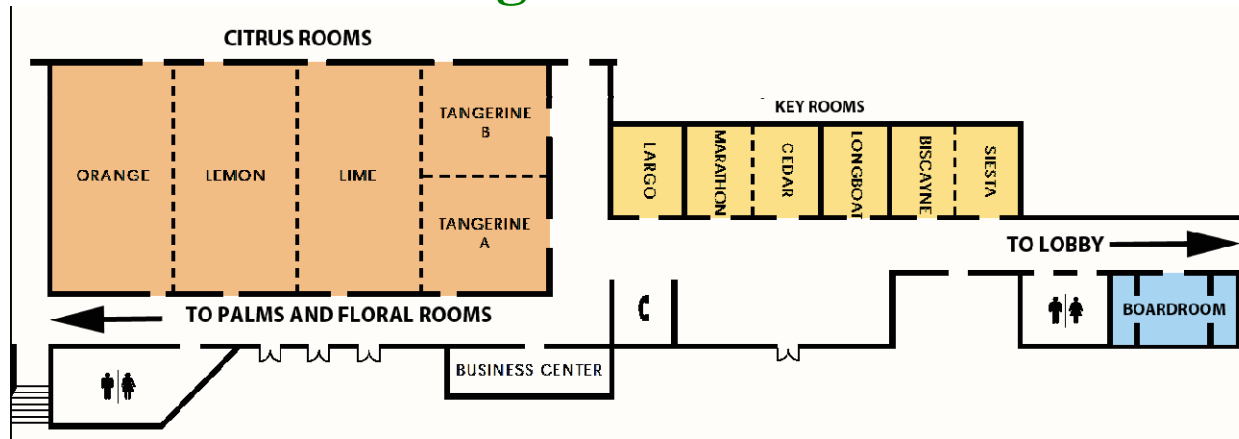 CITRUS ROOMS
KEY ROOMS
ORANGE
LEMON
LIME
TANGERINE
B
TANGERINE
A
LARGO
MARATHON
CEDAR
LONGBOAT
BISCAYNE
SIESTA
TO LOBBY
TO PALMS AND FLORAL ROOMS
BOARDROOM
BUSINESS CENTER